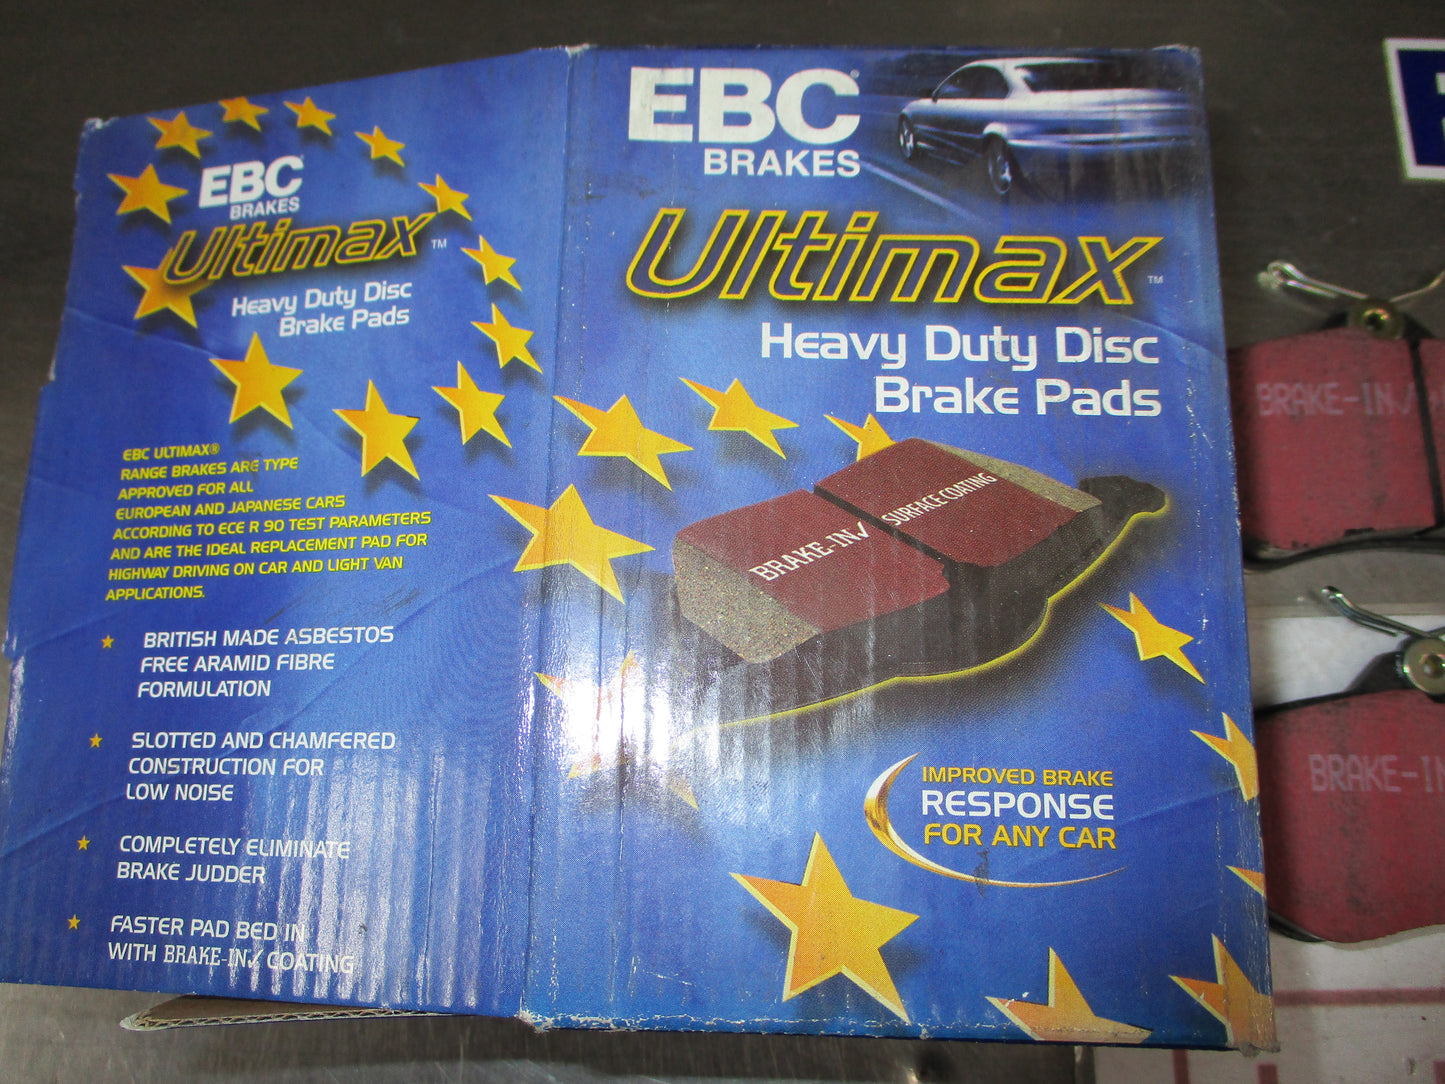 EBC
BRAKES
Ultimax™
Heavy Duty Disc
Brake Pads
EBC ULTIMAX®
RANGE BRAKES ARE TYPE
APPROVED FOR ALL
EUROPEAN AND JAPANESE CARS
ACCORDING TO ECE R 90 TEST PARAMETERS
AND ARE THE IDEAL REPLACEMENT PAD FOR
HIGHWAY DRIVING ON CAR AND LIGHT VAN
APPLICATIONS.
BRITISH MADE ASBESTOS
FREE ARAMID FIBRE
FORMULATION
SLOTTED AND CHAMFERED
CONSTRUCTION FOR
LOW NOISE
COMPLETELY ELIMINATE
BRAKE JUDDER
FASTER PAD BED IN
WITH BRAKE-IN✓ COATING
EBC®
BRAKES
Ultimax™
Heavy Duty Disc
Brake Pads
BRAKE-IN✓ SURFACE COATING
IMPROVED BRAKE
RESPONSE
FOR ANY CAR
BRAKE-IN✓
BRAKE-IN